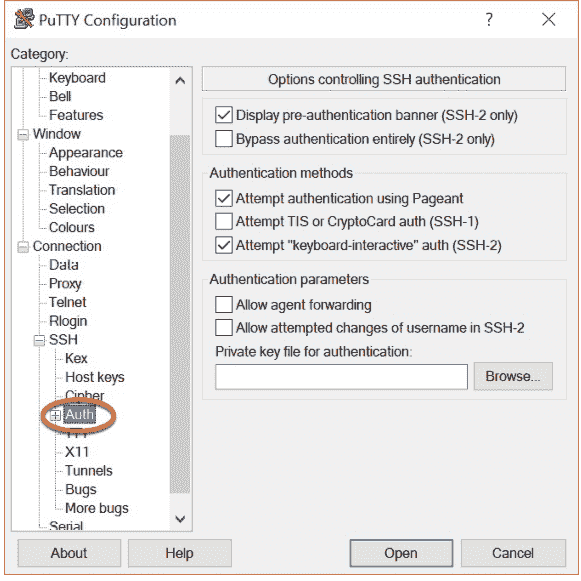 PuTTY Configuration
?
Category:
Keyboard
Bell
Features
Window
Appearance
Behaviour
Translation
Selection
Colours
Connection
Data
Proxy
Telnet
Rlogin
SSH
Kex
Host keys
Cipher
Auth
TTY
X11
Tunnels
Bugs
More bugs
Serial
Options controlling SSH authentication
Display pre-authentication banner (SSH-2 only)
Bypass authentication entirely (SSH-2 only)
Authentication methods
Attempt authentication using Pageant
Attempt TIS or CryptoCard auth (SSH-1)
Attempt "keyboard-interactive" auth (SSH-2)
Authentication parameters
Allow agent forwarding
Allow attempted changes of username in SSH-2
Private key file for authentication:
Browse...
About
Help
Open
Cancel